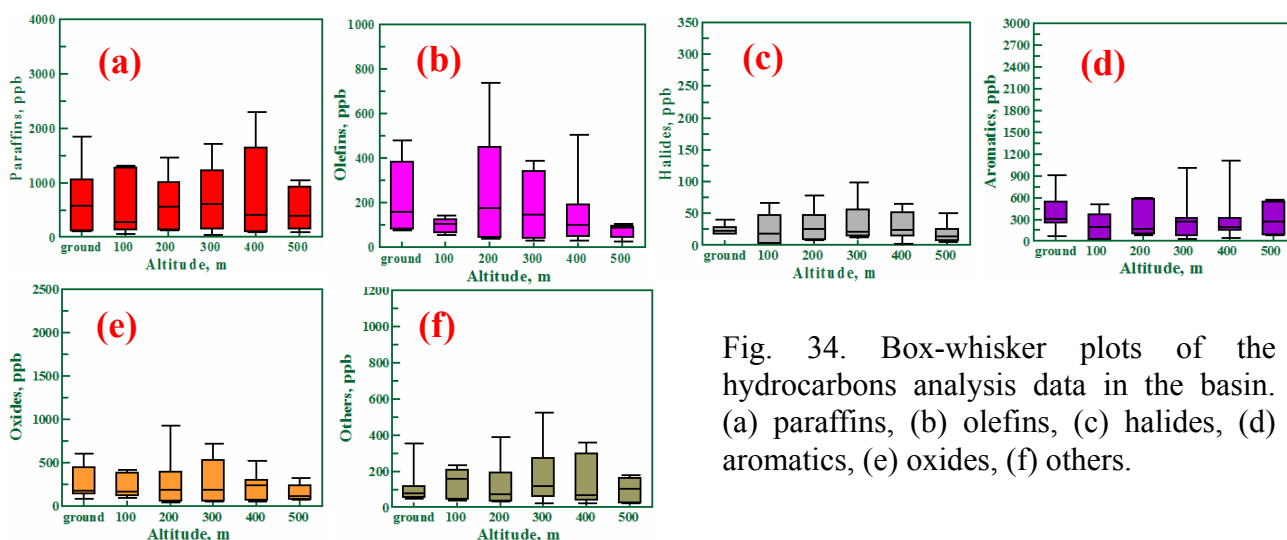 (a)
Paraffins, ppb
4000
3000
2000
1000
0
ground 100 200 300 400 500
Altitude, m
(b)
Olefins, ppb
1000
800
600
400
200
0
ground 100 200 300 400 500
Altitude, m
(c)
Halides, ppb
350
300
250
200
150
100
50
0
ground 100 200 300 400 500
Altitude, m
(d)
Aromatics, ppb
3000
2700
2400
2100
1800
1500
1200
900
600
300
0
ground 100 200 300 400 500
Altitude, m
(e)
Oxides, ppb
2500
2000
1500
1000
500
250
0
ground 100 200 300 400 500
Altitude, m
(f)
Others, ppb
1200
1000
800
600
400
200
0
ground 100 200 300 400 500
Altitude, m
Fig. 34. Box-whisker plots of the
hydrocarbons analysis data in the basin.
(a) paraffins, (b) olefins, (c) halides, (d)
aromatics, (e) oxides, (f) others.